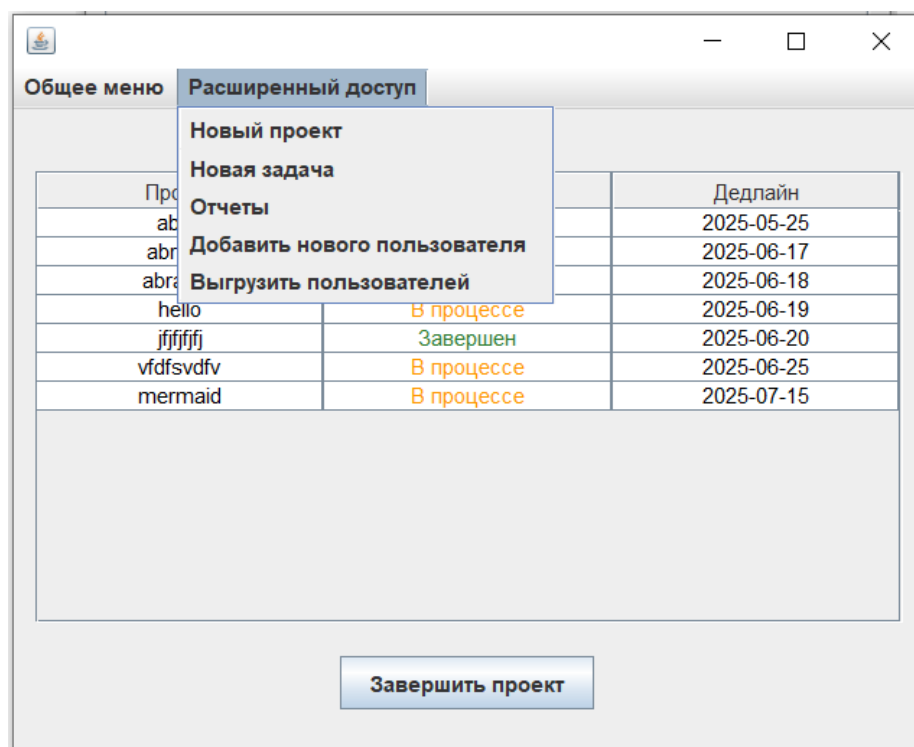 Общее меню Расширенный доступ
Новый проект
Новая задача
Отчеты
Добавить нового пользователя
Выгрузить пользователей
Дедлайн
2025-05-25
2025-06-17
2025-06-18
hello В процессе 2025-06-19
jfjfjfjfj Завершен 2025-06-20
vfdfsvdfv В процессе 2025-06-25
mermaid В процессе 2025-07-15
Завершить проект